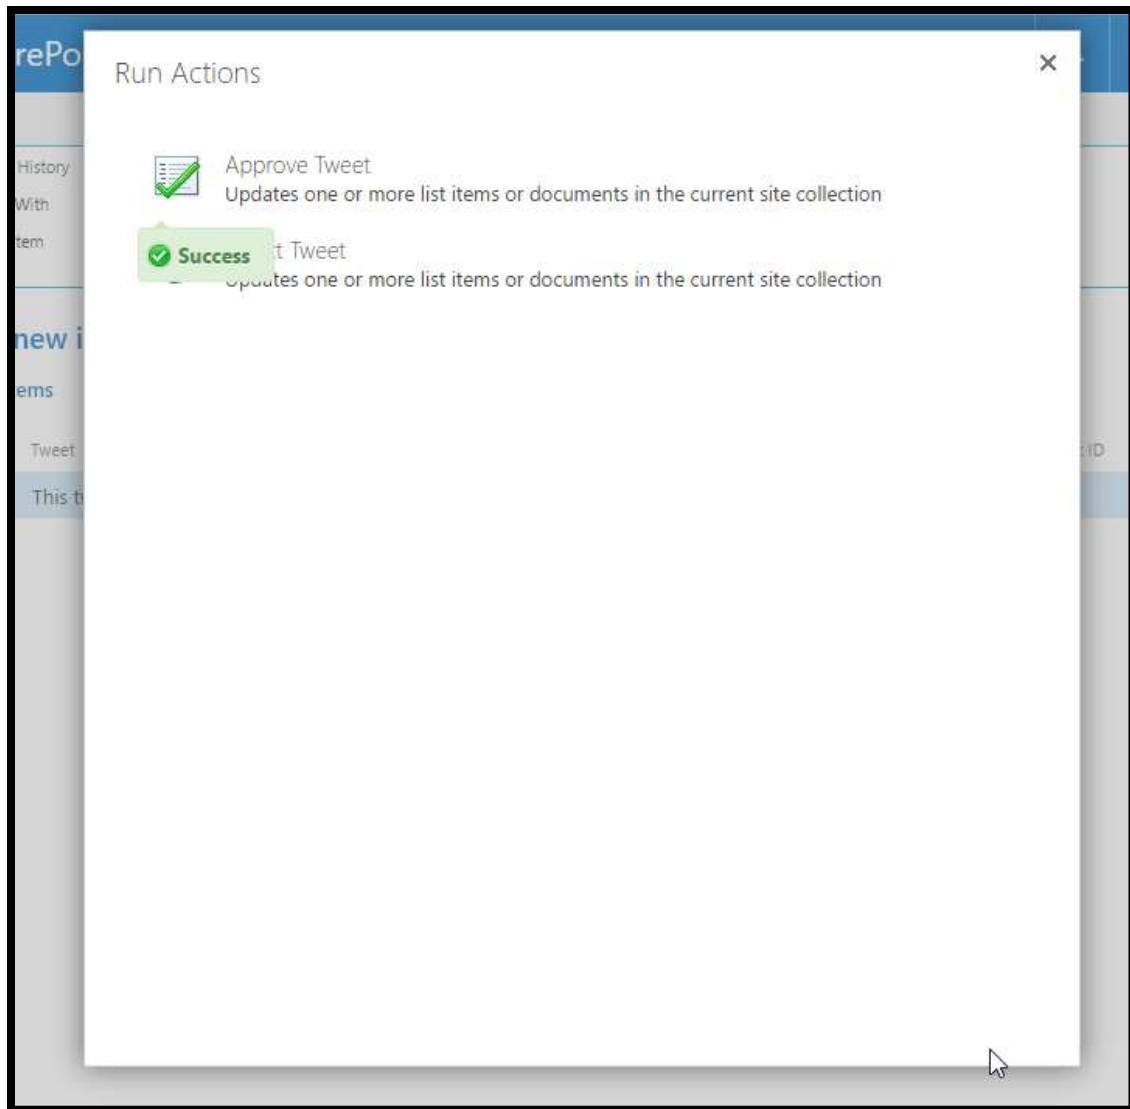 rePo
Run Actions
History
With
tem
Approve Tweet
Updates one or more list items or documents in the current site collection
Success
t Tweet
Updates one or more list items or documents in the current site collection
new i
ems
Tweet
ID
This t